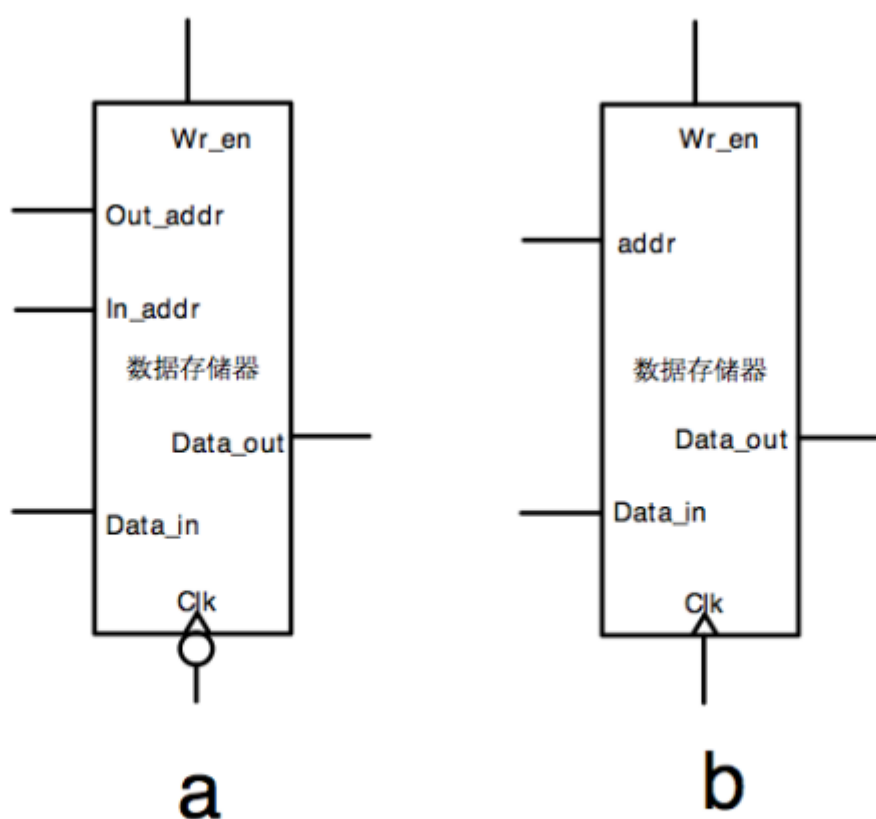 Wr_en
Out_addr
In_addr
数据存储器
Data_out
Data_in
Clk
a
Wr_en
addr
数据存储器
Data_out
Data_in
Clk
b